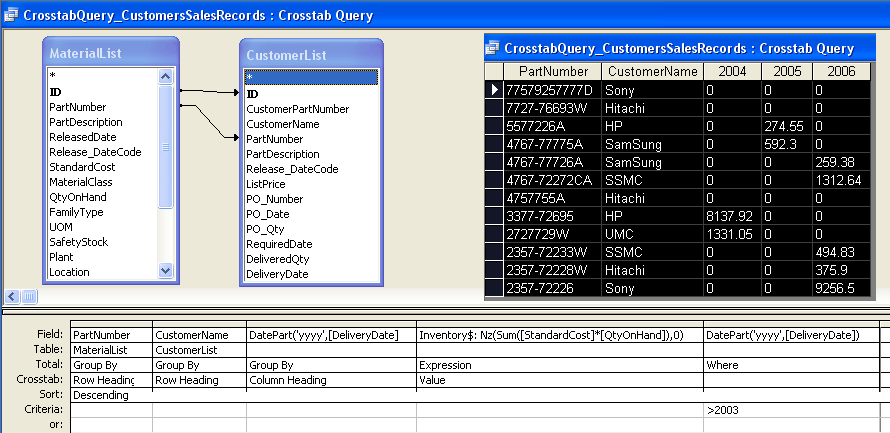 CrosstabQuery_CustomersSalesRecords : Crosstab Query
MaterialList
*
ID
PartNumber
PartDescription
ReleasedDate
Release_DateCode
StandardCost
MaterialClass
QtyOnHand
FamilyType
UOM
SafetyStock
Plant
Location
CustomerList
*
ID
CustomerPartNumber
CustomerName
PartNumber
PartDescription
Release_DateCode
ListPrice
PO_Number
PO_Date
PO_Qty
RequiredDate
DeliveredQty
DeliveryDate
CrosstabQuery_CustomersSalesRecords : Crosstab Query
PartNumber CustomerName 2004 2005 2006
77579257777D Sony 0 0 0
7727-76693W Hitachi 0 0 0
5577226A HP 0 274.55 0
4767-77775A SamSung 0 592.3 0
4767-77726A SamSung 0 0 259.38
4767-72272CA SSMC 0 0 1312.64
4757755A Hitachi 0 0 0
3377-72695 HP 8137.92 0 0
2727729W UMC 1331.05 0 0
2357-72233W SSMC 0 0 494.83
2357-72228W Hitachi 0 0 375.9
2357-72226 Sony 0 0 9256.5
Field: PartNumber CustomerName DatePart('yyyy',[DeliveryDate] Inventory$: Nz(Sum([StandardCost]*[QtyOnHand]),0) DatePart('yyyy',[DeliveryDate])
Table: MaterialList CustomerList
Total: Group By Group By Group By Expression Where
Crosstab: Row Heading Row Heading Column Heading Value
Sort: Descending
Criteria: >2003
or: